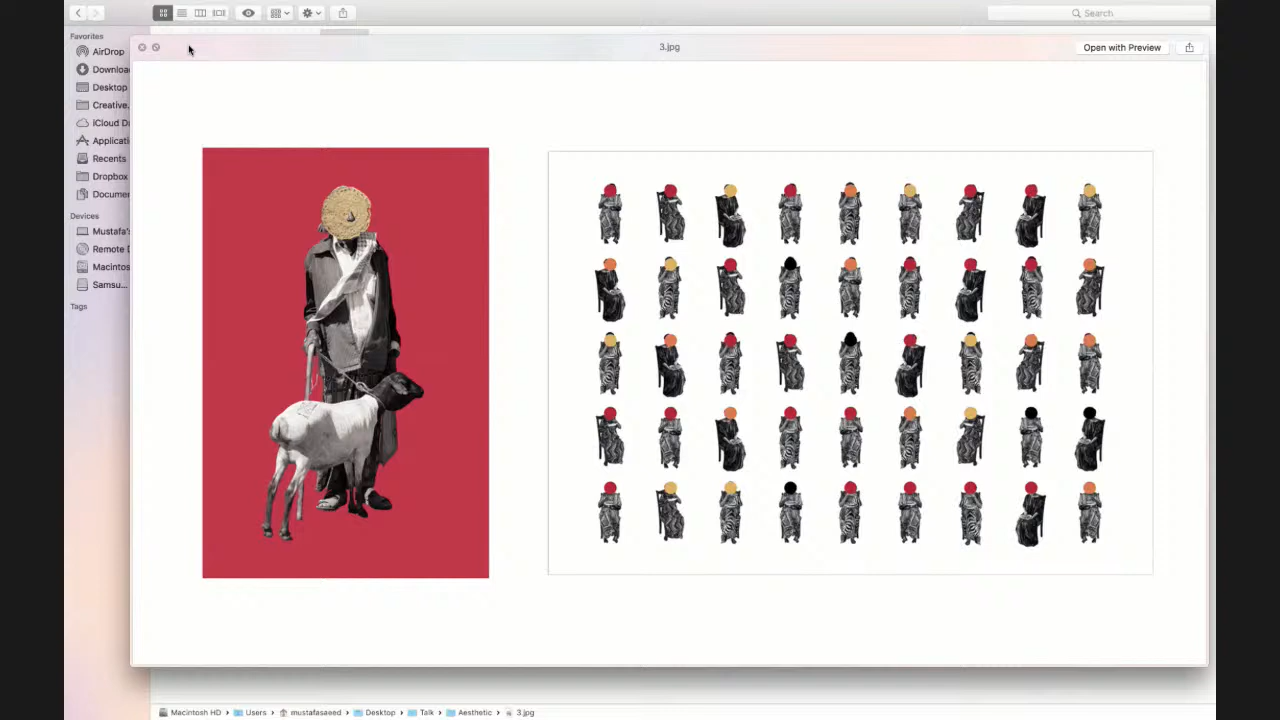 Search
Favorites
3.jpg
Open with Preview
AirDrop
Downloa
Desktop
Creative.
iCloud Dr
Applicati
Recents
Dropbox
Documen
Devices
Mustafa's
Remote D
Macintos
Samsu...
Tags
Macintosh HD › Users › mustafasaeed › Desktop › Talk › Aesthetic › 3.jpg